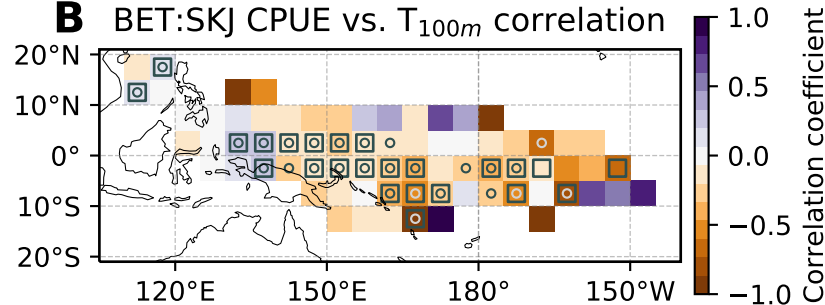 B BET:SKJ CPUE vs. T100m correlation
20°N
10°N
0°
10°S
20°S
120°E 150°E 180° 150°W
1.0
0.5
0.0
−0.5
−1.0
Correlation coefficient